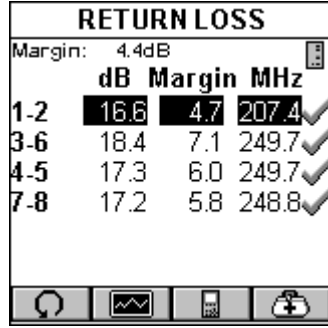 RETURN LOSS
Margin: 4.4dB
dB Margin MHz
1-2 16.6 4.7 207.4
3-6 18.4 7.1 249.7
4-5 17.3 6.0 249.7
7-8 17.2 5.8 248.8